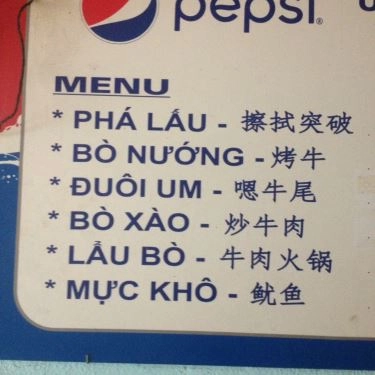 pepsi
MENU
* PHÁ LẤU - 擦拭突破
* BÒ NƯỚNG - 烤牛
* ĐUÔI UM - 嗯牛尾
* BÒ XÀO - 炒牛肉
* LẨU BÒ - 牛肉火锅
* MỰC KHÔ - 鱿鱼